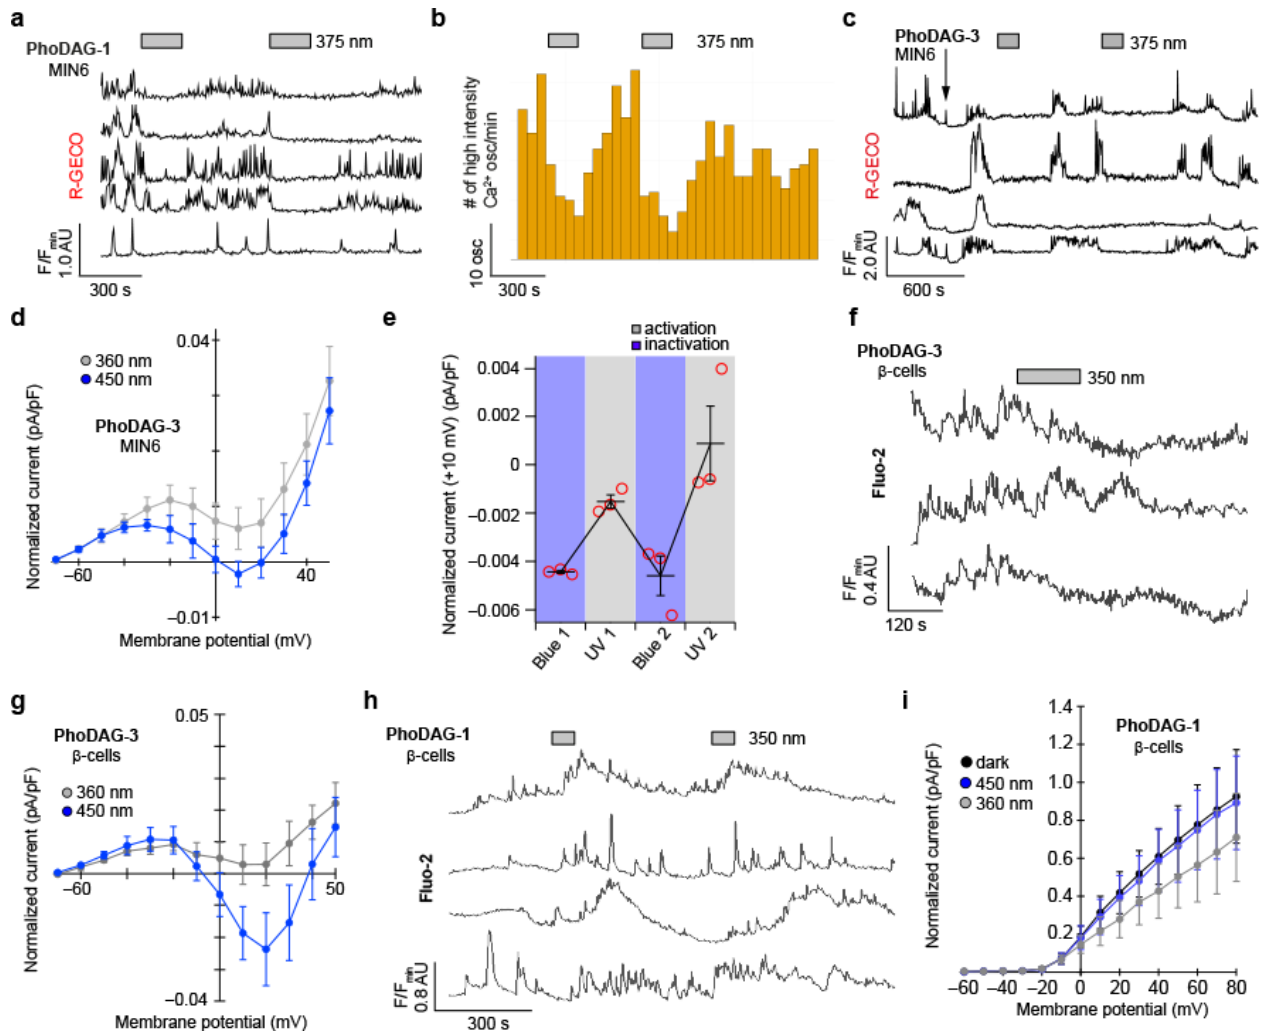 a
PhoDAG-1
MIN6
375 nm
R-GECO
F/Fmin
1.0 AU
300 s
b
375 nm
# of high intensity
Ca²⁺ osc/min
10 osc
300 s
c
PhoDAG-3
MIN6
375 nm
R-GECO
F/Fmin
2.0 AU
600 s
d
0.04
360 nm
450 nm
PhoDAG-3
MIN6
Normalized current (pA/pF)
−60
40
−0.01
Membrane potential (mV)
e
activation
inactivation
Normalized current (+10 mV) (pA/pF)
0.004
0.002
0
−0.002
−0.004
−0.006
Blue 1
UV 1
Blue 2
UV 2
f
PhoDAG-3
β-cells
350 nm
Fluo-2
F/Fmin
0.4 AU
120 s
g
0.05
PhoDAG-3
β-cells
360 nm
450 nm
Normalized current (pA/pF)
−60
50
−0.04
Membrane potential (mV)
h
PhoDAG-1
β-cells
350 nm
Fluo-2
F/Fmin
0.8 AU
300 s
i
PhoDAG-1
β-cells
dark
450 nm
360 nm
Normalized current (pA/pF)
1.4
1.2
1.0
0.8
0.6
0.4
0.2
−60 −40 −20 0 20 40 60 80
Membrane potential (mV)